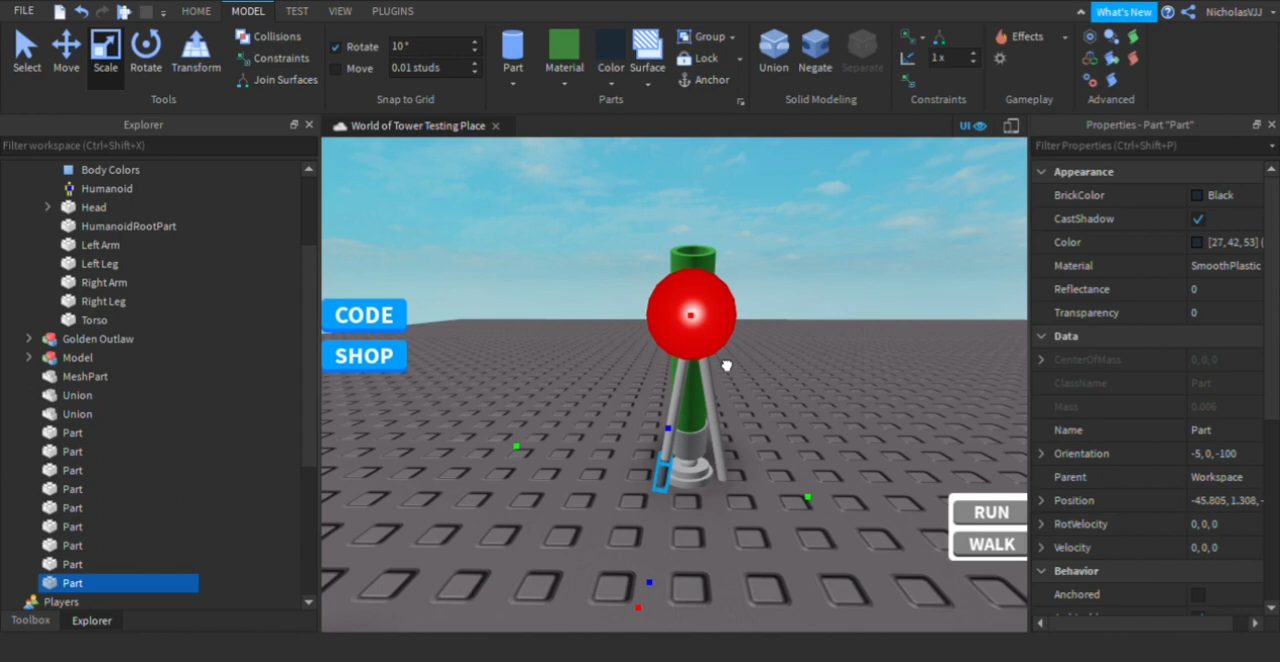 FILE HOME MODEL TEST VIEW PLUGINS What's New NicholasVJJ
Select Move Scale Rotate Transform
Collisions
Constraints
Join Surfaces
Tools
Rotate 10°
Move 0.01 studs
Snap to Grid
Part Material Color Surface
Group
Lock
Anchor
Parts
Union Negate Separate
Solid Modeling
1x
Constraints
Effects
Gameplay
Advanced
Explorer
Filter workspace (Ctrl+Shift+X)
Body Colors
Humanoid
Head
HumanoidRootPart
Left Arm
Left Leg
Right Arm
Right Leg
Torso
Golden Outlaw
Model
MeshPart
Union
Union
Part
Part
Part
Part
Part
Part
Part
Part
Part
Players
Toolbox Explorer
World of Tower Testing Place
UI
CODE
SHOP
RUN
WALK
Properties - Part "Part"
Filter Properties (Ctrl+Shift+P)
Appearance
BrickColor Black
CastShadow
Color [27, 42, 53] (
Material SmoothPlastic
Reflectance 0
Transparency 0
Data
CenterOfMass 0, 0, 0
ClassName Part
Mass 0.006
Name Part
Orientation -5, 0, -100
Parent Workspace
Position -45.805, 1.308, -
RotVelocity 0, 0, 0
Velocity 0, 0, 0
Behavior
Anchored